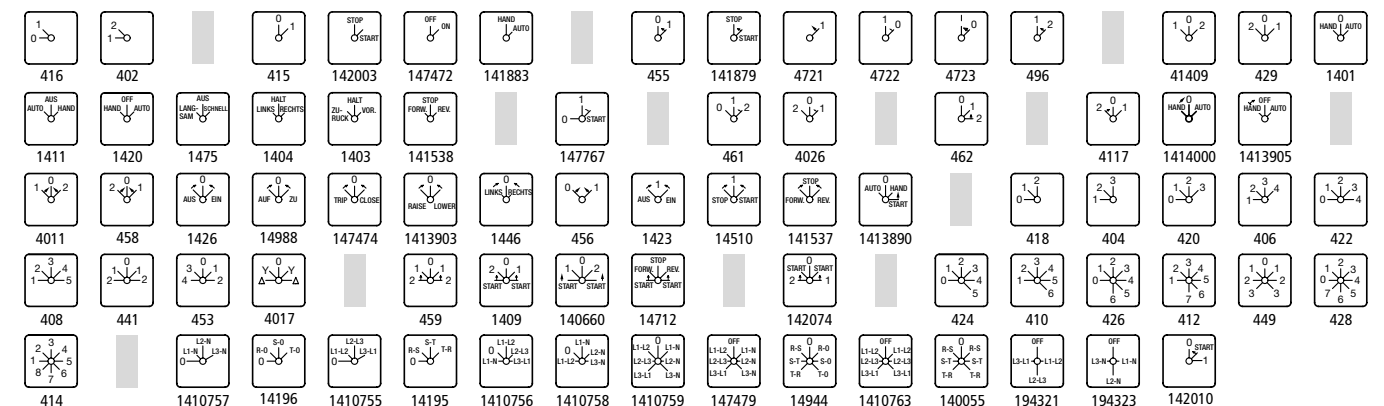 1 0
2 1
0 1
STOP START
OFF ON
HAND AUTO
0 1
STOP START
1
1 0
I 0
1 2
1 0 2
2 0 1
HAND 0 AUTO
416 402 415 142003 147472 141883 455 141879 4721 4722 4723 496 41409 429 1401
AUS
AUTO HAND
OFF
HAND AUTO
AUS
LANG- SCHNELL
SAM
HALT
LINKS RECHTS
HALT
ZU- VOR.
RUCK
STOP
FORW. REV.
1
0 START
0 1 2
2 0 1
0 1 2
2 0 1
0
HAND AUTO
OFF
HAND AUTO
1411 1420 1475 1404 1403 141538 147767 461 4026 462 4117 1414000 1413905
1 0 2
2 0 1
0
AUS EIN
0
AUF ZU
0
TRIP CLOSE
0
RAISE LOWER
0
LINKS RECHTS
0 1
1
AUS EIN
0
STOP START
STOP
FORW. REV.
0
AUTO HAND
START
0 1 2
1 2 3
0 1 2 3
1 2 3 4
0 1 2 3 4
4011 458 1426 14988 147474 1413903 1446 456 1423 14510 141537 1413890 418 404 420 406 422
1 2 3 4 5
2 1 0 1 2
4 3 0 1 2
Y 0 Y
Δ Δ
2 1 0 1 2
0 1
START START
1 0 2
START START
STOP
FORW. REV.
START START
0
START START
2 1
0 1 2 3 4 5
1 2 3 4 5 6
0 1 2 3 4 5 6
1 2 3 4 5 6 7
3 2 1 0 1 2 3
0 1 2 3 4 5 6 7
408 441 453 4017 459 1409 140660 14712 142074 424 410 426 412 449 428
1 2 3 4 5 6 7 8
L2-N
L1-N L3-N
0
S-O
R-O T-O
0
L2-L3
L1-L2 L3-L1
0
S-T
R-S T-R
0
L1-L2
0 L2-L3
L1-N L3-L1
L1-N
0 L2-N
L1-L2 L3-N
0
L1-L2 L1-N
L2-L3 L2-N
L3-L1 L3-N
OFF
L1-L2 L1-N
L2-L3 L2-N
L3-L1 L3-N
0
R-S R-O
S-T S-O
T-R T-O
OFF
L1-L2 L1-L2
L2-L3 L2-L3
L3-L1 L3-L1
OFF
R-S R-S
S-T S-T
T-R T-R
OFF
L3-L1 L1-L2
L2-L3
OFF
L3-N L1-N
L2-N
0 START
1
414 1410757 14196 1410755 14195 1410756 1410758 1410759 147479 14944 1410763 140055 194321 194323 142010